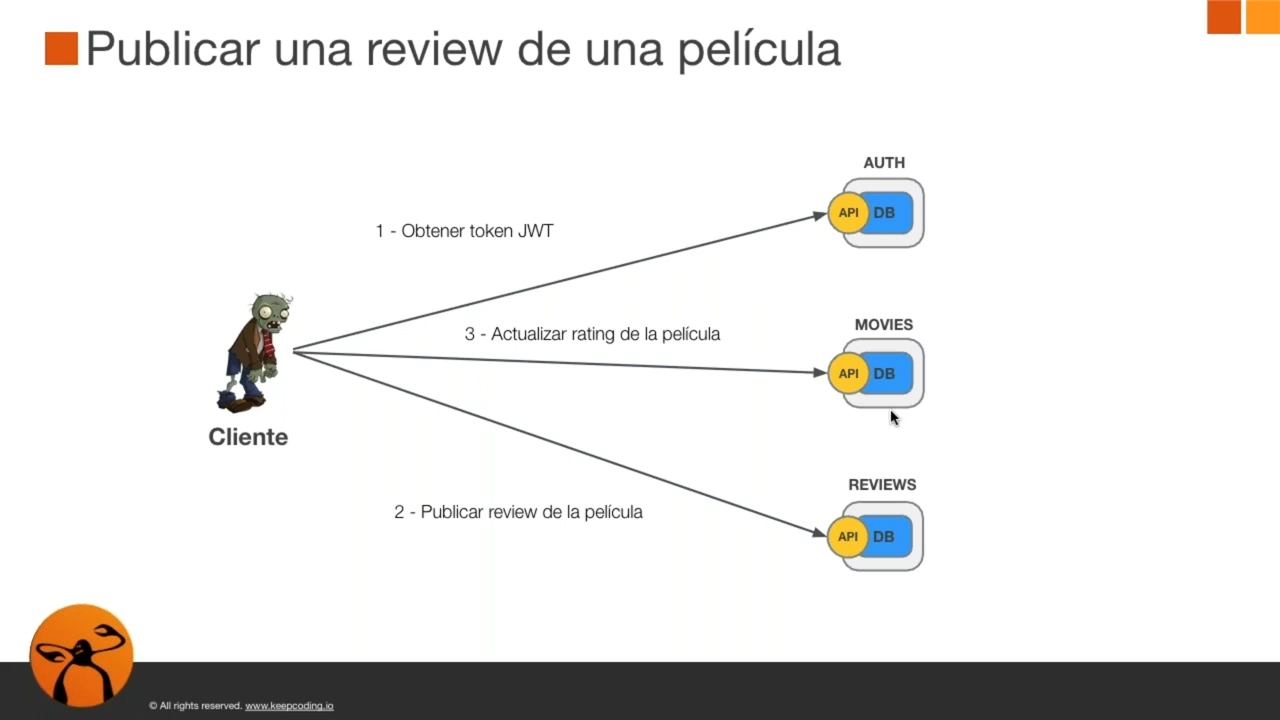 Publicar una review de una película
AUTH
API DB
1 - Obtener token JWT
MOVIES
3 - Actualizar rating de la película
API DB
Cliente
REVIEWS
2 - Publicar review de la película
API DB
© All rights reserved. www.keepcoding.io